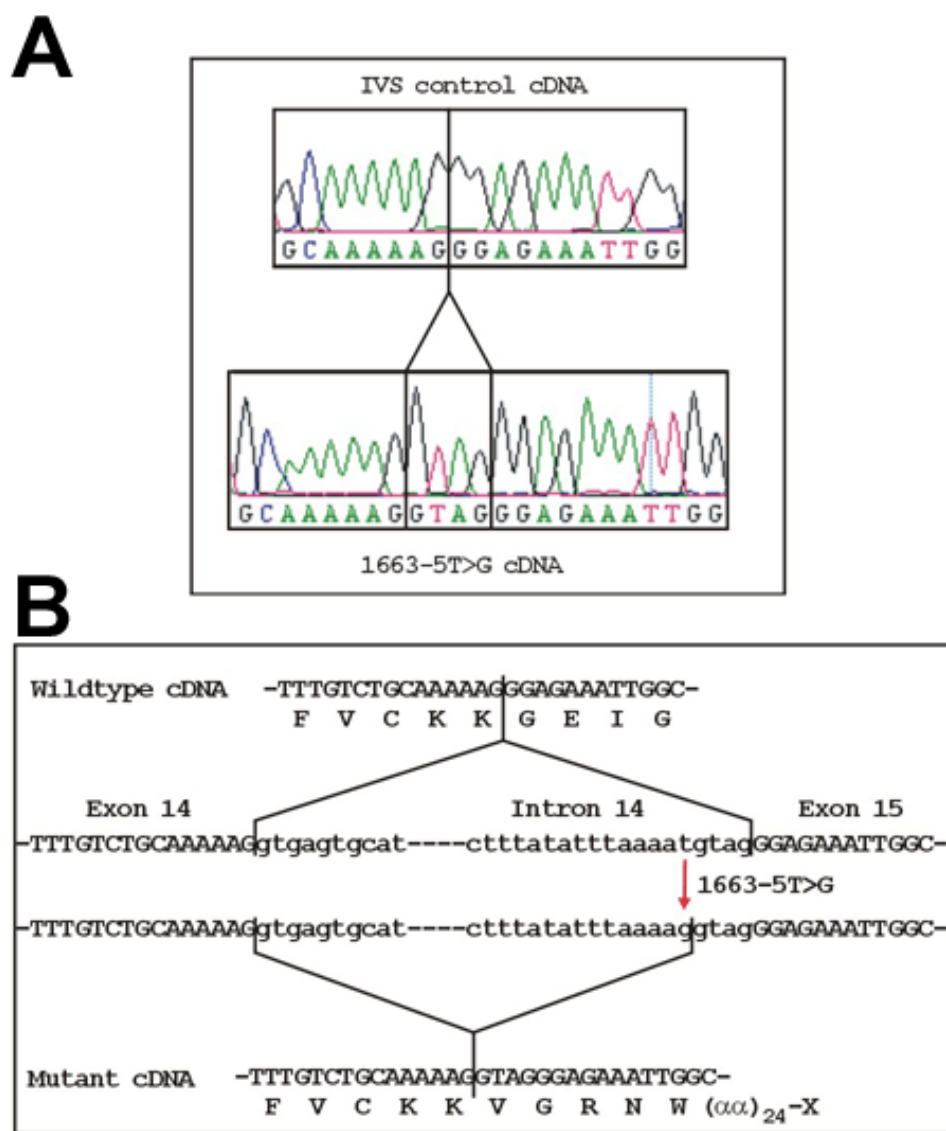 A
IVS control cDNA
GCAAAAAGGGAGAAATTGG
GCAAAAAGGTAGGGAGAAATTGG
1663-5T>G cDNA
B
Wildtype cDNA -TTTGTCTGCAAAAAGGGAGAAATTGGC-
F V C K K G E I G
Exon 14 Intron 14 Exon 15
-TTTGTCTGCAAAAAGgtgagtgcat----ctttatatttaaaatgtagGGAGAAATTGGC-
1663-5T>G
-TTTGTCTGCAAAAAGgtgagtgcat----ctttatatttaaaaggtagGGAGAAATTGGC-
Mutant cDNA -TTTGTCTGCAAAAAGGTAGGGAGAAATTGGC-
F V C K K V G R N W (αα)24-X